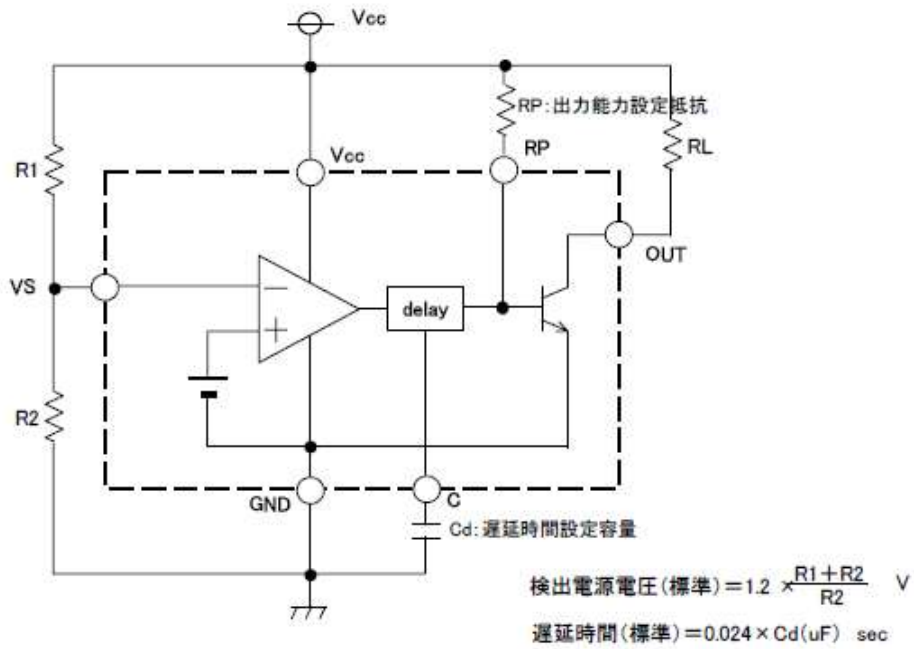 Vcc
RP:出力能力設定抵抗
R1
Vcc
RP
RL
VS
OUT
−
+
delay
R2
GND
C
Cd:遅延時間設定容量
検出電源電圧(標準)=1.2 ×R1+R2/R2 V
遅延時間(標準)=0.024×Cd(uF) sec